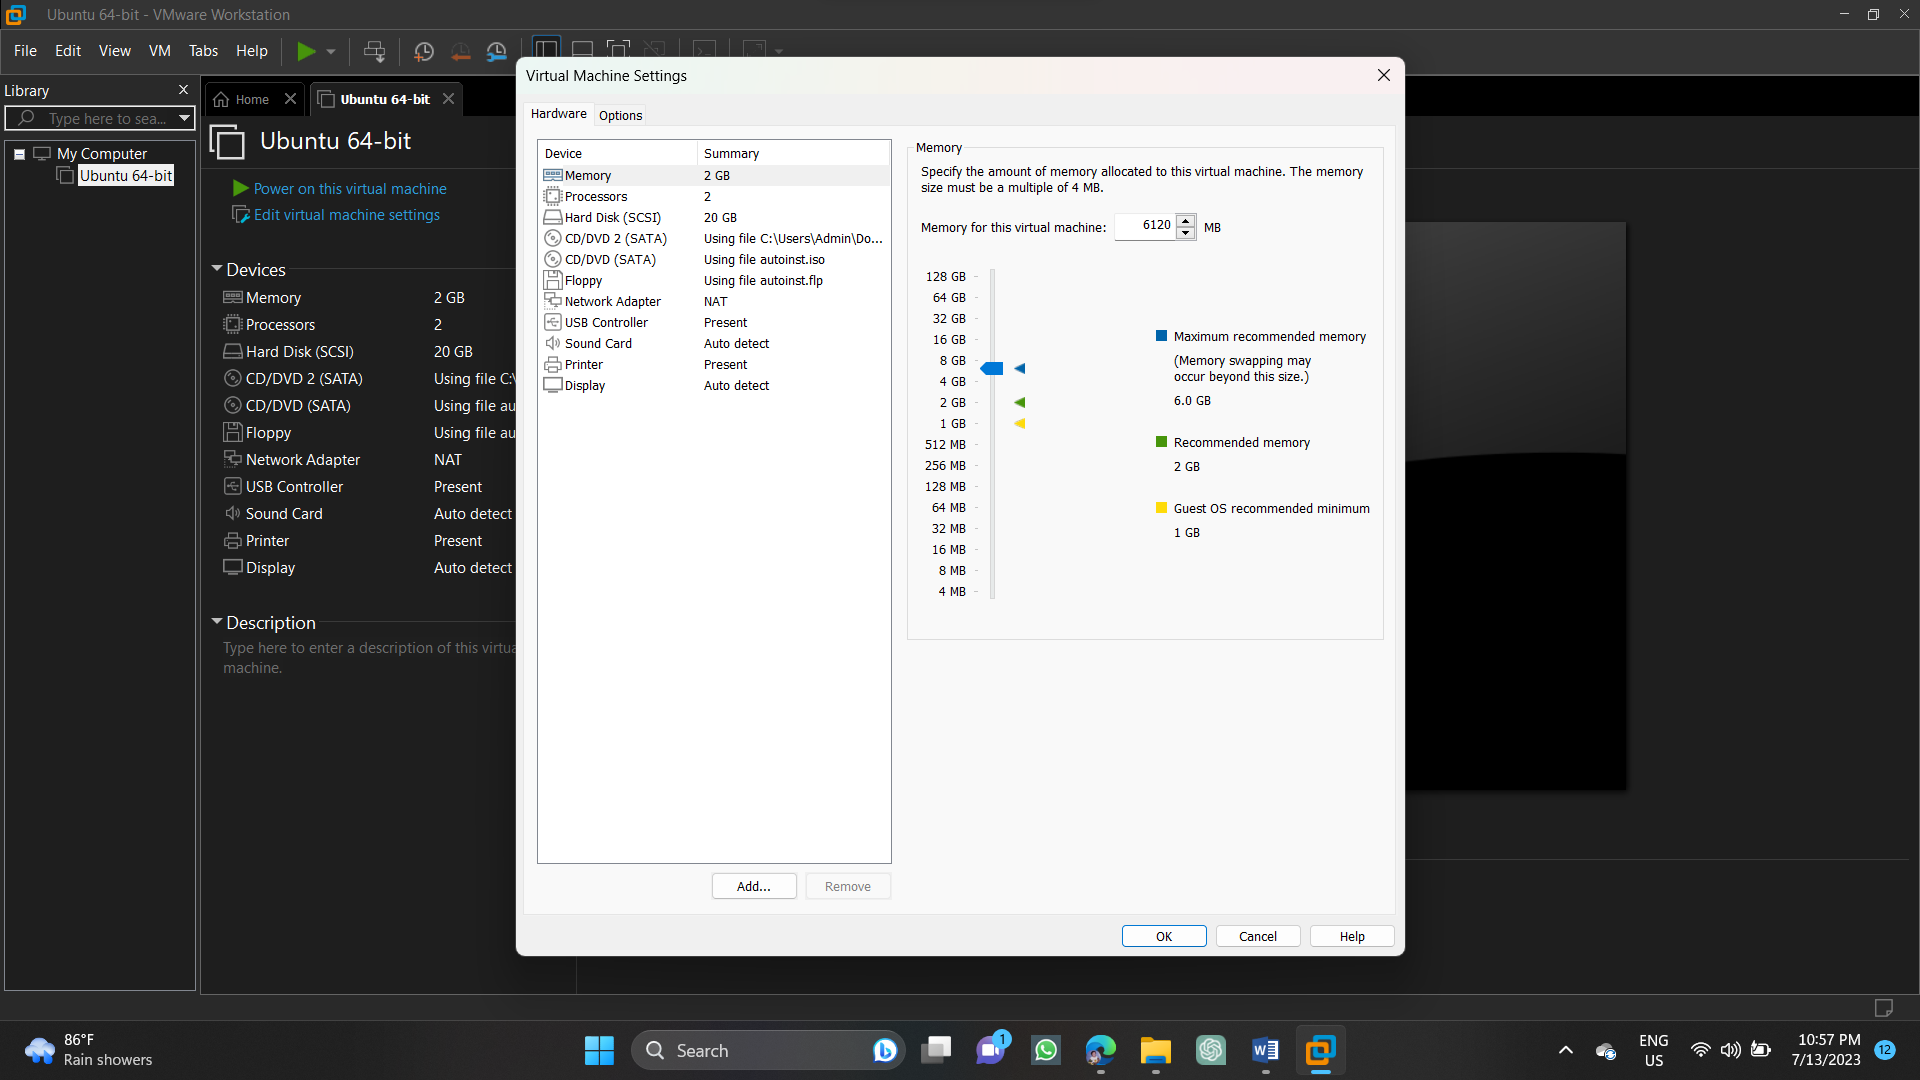 Ubuntu 64-bit - VMware Workstation
File Edit View VM Tabs Help
Library
Type here to sea...
My Computer
Ubuntu 64-bit
Home
Ubuntu 64-bit
Ubuntu 64-bit
Power on this virtual machine
Edit virtual machine settings
Devices
Memory 2 GB
Processors 2
Hard Disk (SCSI) 20 GB
CD/DVD 2 (SATA) Using file C:\
CD/DVD (SATA) Using file au
Floppy Using file au
Network Adapter NAT
USB Controller Present
Sound Card Auto detect
Printer Present
Display Auto detect
Description
Type here to enter a description of this virtua
machine.
Virtual Machine Settings
Hardware Options
Device Summary
Memory 2 GB
Processors 2
Hard Disk (SCSI) 20 GB
CD/DVD 2 (SATA) Using file C:\Users\Admin\Do...
CD/DVD (SATA) Using file autoinst.iso
Floppy Using file autoinst.flp
Network Adapter NAT
USB Controller Present
Sound Card Auto detect
Printer Present
Display Auto detect
Add... Remove
Memory
Specify the amount of memory allocated to this virtual machine. The memory
size must be a multiple of 4 MB.
Memory for this virtual machine: 6120 MB
128 GB
64 GB
32 GB
16 GB
8 GB
4 GB
2 GB
1 GB
512 MB
256 MB
128 MB
64 MB
32 MB
16 MB
8 MB
4 MB
Maximum recommended memory
(Memory swapping may
occur beyond this size.)
6.0 GB
Recommended memory
2 GB
Guest OS recommended minimum
1 GB
OK Cancel Help
86°F
Rain showers
Search
1
ENG
US
10:57 PM
7/13/2023
12